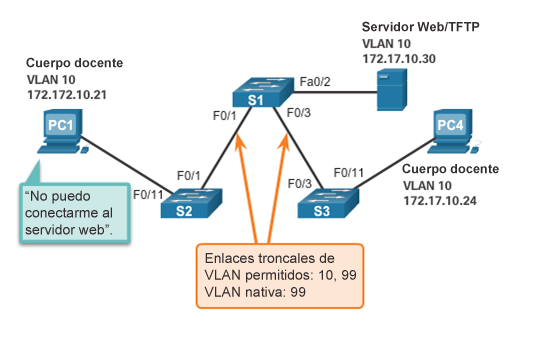 Servidor Web/TFTP
VLAN 10
172.17.10.30
Cuerpo docente
VLAN 10
172.172.10.21
Fa0/2
S1
F0/1
F0/3
PC1
PC4
Cuerpo docente
VLAN 10
172.17.10.24
"No puedo
conectarme al
servidor web".
F0/1
F0/11
S2
F0/3
F0/11
S3
Enlaces troncales de
VLAN permitidos: 10, 99
VLAN nativa: 99